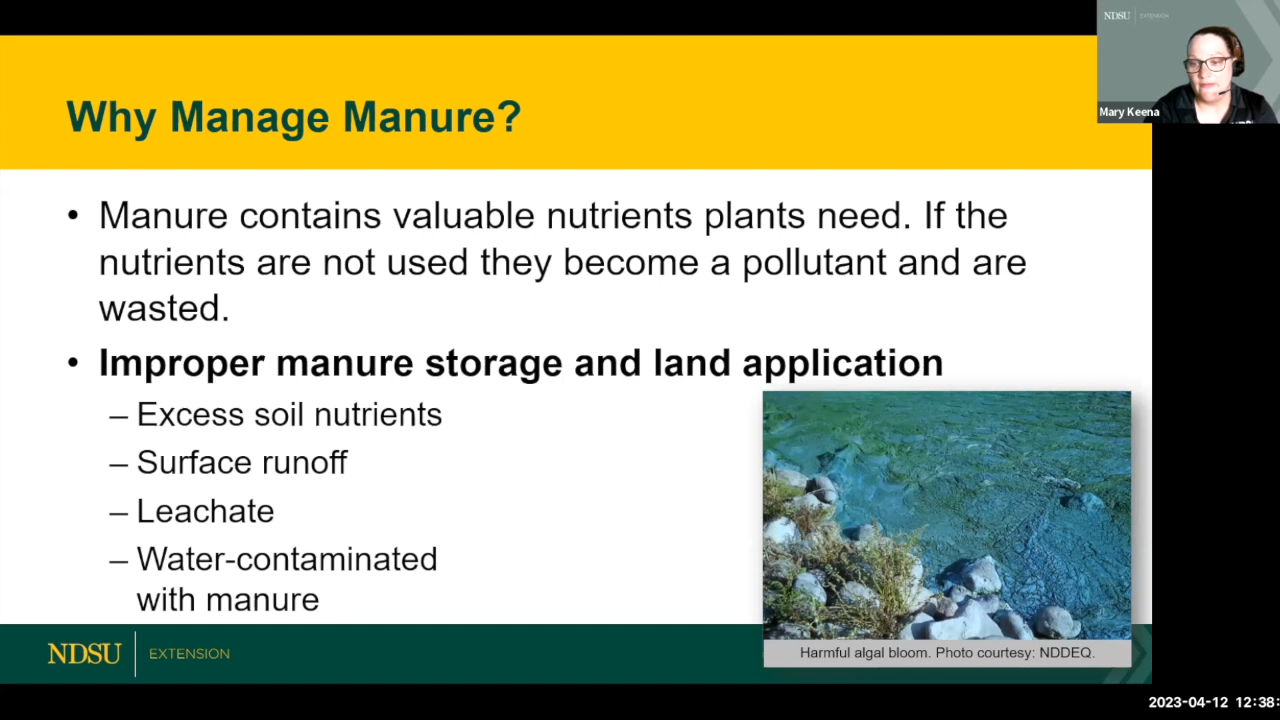 NDSU EXTENSION
Mary Keena
Why Manage Manure?
• Manure contains valuable nutrients plants need. If the
nutrients are not used they become a pollutant and are
wasted.
• Improper manure storage and land application
– Excess soil nutrients
– Surface runoff
– Leachate
– Water-contaminated
with manure
Harmful algal bloom. Photo courtesy: NDDEQ.
NDSU EXTENSION
2023-04-12 12:38: